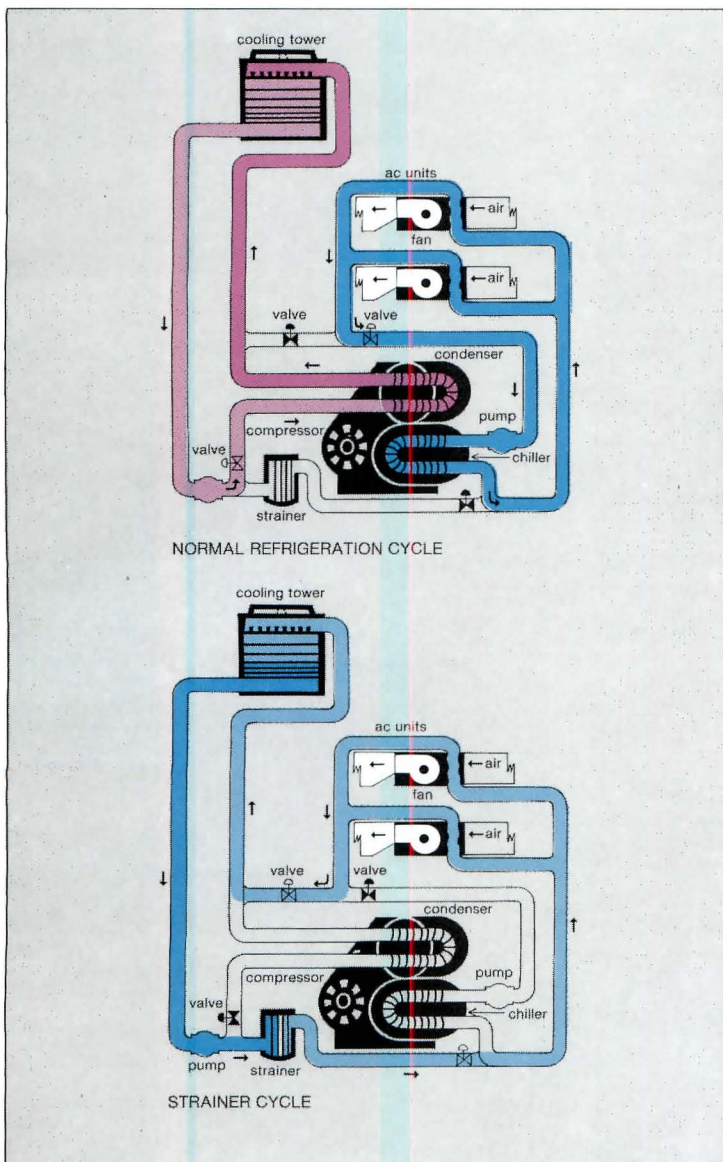 cooling tower
ac units
air
fan
air
valve
valve
condenser
pump
compressor
valve
chiller
strainer
NORMAL REFRIGERATION CYCLE
cooling tower
ac units
air
fan
air
valve
valve
condenser
pump
compressor
valve
chiller
pump
strainer
STRAINER CYCLE